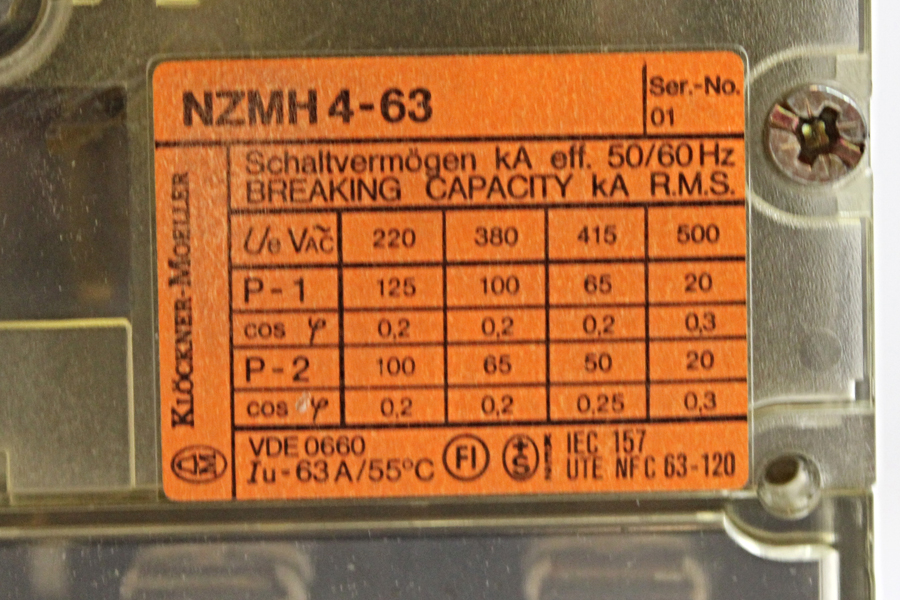 NZMH 4-63
Ser.-No.
01
KLÖCKNER-MOELLER
Schaltvermögen kA eff. 50/60 Hz
BREAKING CAPACITY kA R.M.S.
Ue VAC~ 220 380 415 500
P-1 125 100 65 20
cos φ 0,2 0,2 0,2 0,3
P-2 100 65 50 20
cos φ 0,2 0,2 0,25 0,3
VDE 0660
Iu-63A/55°C
FI
+S
IEC 157
UTE NFC 63-120